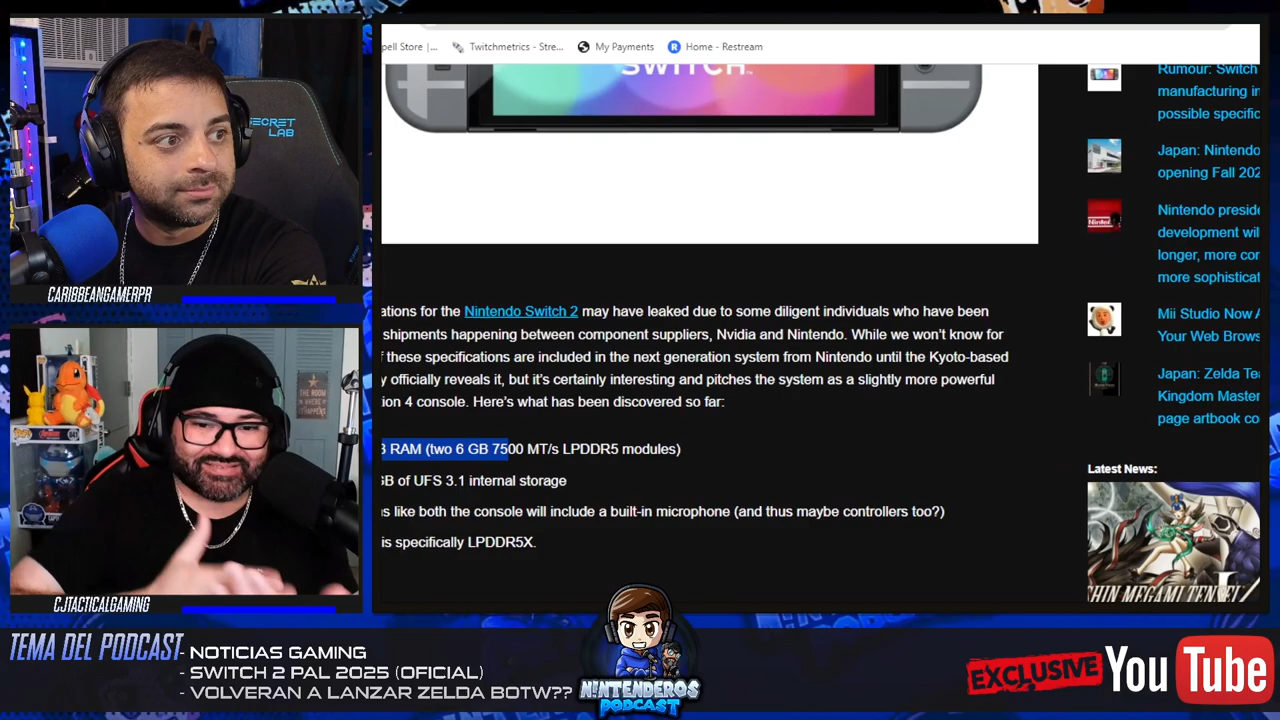 pell Store |...
Twitchmetrics - Stre...
My Payments
Home - Restream
SWITCH
ECRET
LAB
CARIBBEANGAMERPR
Rumour: Switch
manufacturing in
possible specific
Japan: Nintendo
opening Fall 202
Nintendo preside
development wil
longer, more cor
more sophisticat
Mii Studio Now A
Your Web Brows
Japan: Zelda Tea
Kingdom Master
page artbook co
Latest News:
SHIN MEGAMI TENSEI
V
ations for the Nintendo Switch 2 may have leaked due to some diligent individuals who have been
shipments happening between component suppliers, Nvidia and Nintendo. While we won't know for
f these specifications are included in the next generation system from Nintendo until the Kyoto-based
y officially reveals it, but it's certainly interesting and pitches the system as a slightly more powerful
ion 4 console. Here's what has been discovered so far:
B RAM (two 6 GB 7500 MT/s LPDDR5 modules)
GB of UFS 3.1 internal storage
s like both the console will include a built-in microphone (and thus maybe controllers too?)
is specifically LPDDR5X.
THE ROOM
WHERE IT
HAPPENS
CJTACTICALGAMING
TEMA DEL PODCAST
- NOTICIAS GAMING
- SWITCH 2 PAL 2025 (OFICIAL)
- VOLVERAN A LANZAR ZELDA BOTW??
NINTENDEROS
PODCAST
EXCLUSIVE
YouTube